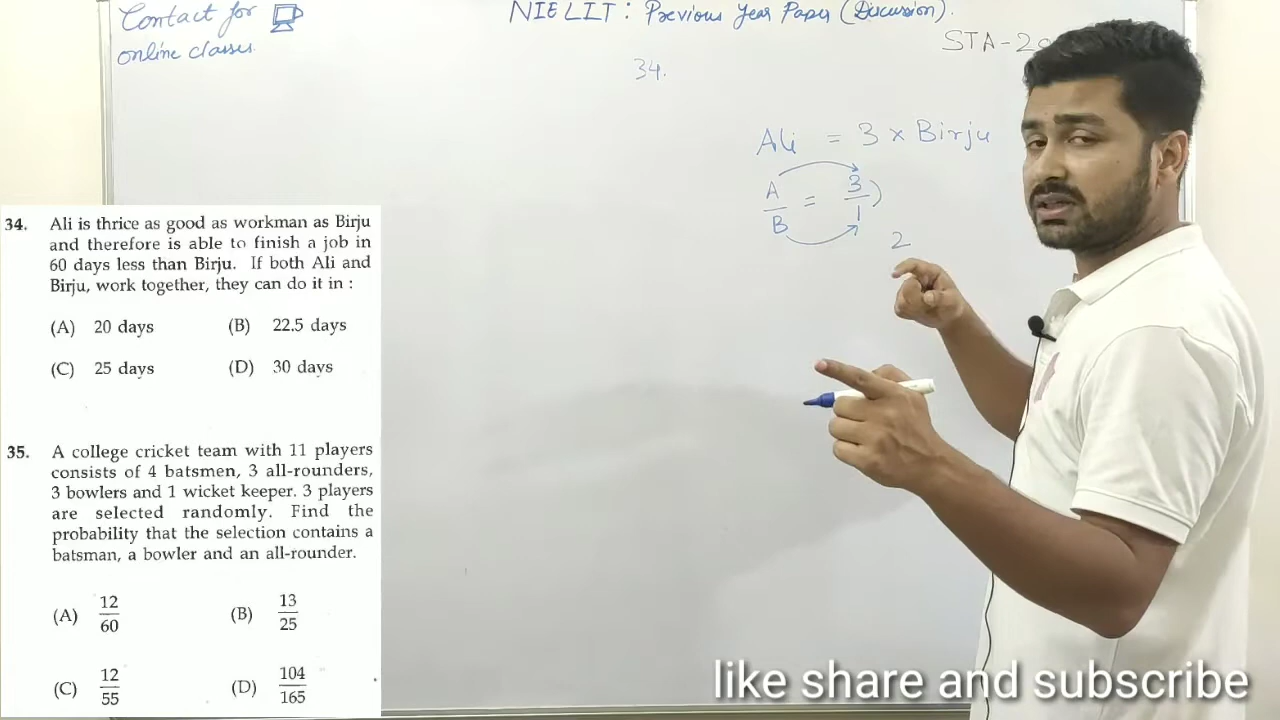 Contact for
online classes
NIELIT : Previous Year Paper (Discussion).
STA-20
34.
Ali = 3 x Birju
A = 3 )
B 1
2
34. Ali is thrice as good as workman as Birju
and therefore is able to finish a job in
60 days less than Birju. If both Ali and
Birju, work together, they can do it in :
(A) 20 days (B) 22.5 days
(C) 25 days (D) 30 days
35. A college cricket team with 11 players
consists of 4 batsmen, 3 all-rounders,
3 bowlers and 1 wicket keeper. 3 players
are selected randomly. Find the
probability that the selection contains a
batsman, a bowler and an all-rounder.
(A) 12/60 (B) 13/25
(C) 12/55 (D) 104/165
like share and subscribe